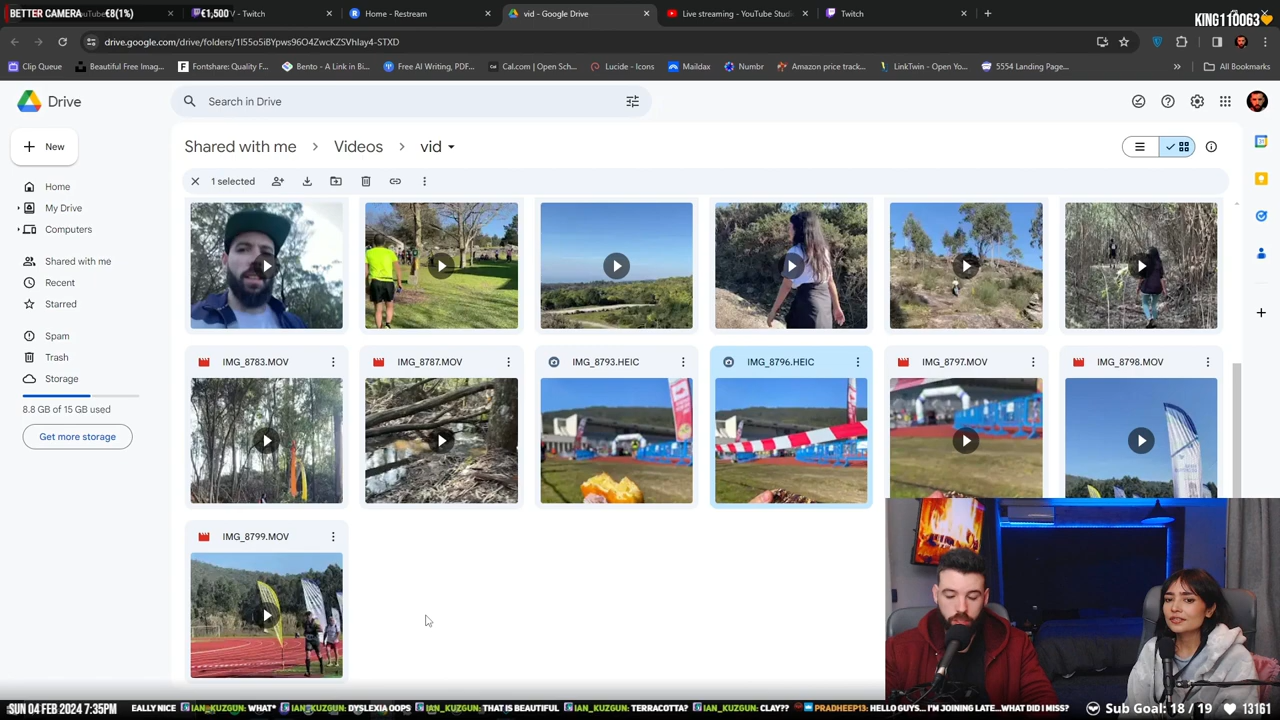 BETTER CAMERA €8(1%)
€1,500
- Twitch
Home - Restream
vid - Google Drive
Live streaming - YouTube Stud
Twitch
KING110063
drive.google.com/drive/folders/1I55o5iBYpws96O4ZwcKZSVhIay4-STXD
Clip Queue
Beautiful Free Imag...
Fontshare: Quality F...
Bento - A Link in Bi...
Free AI Writing, PDF...
Cal.com | Open Sch...
Lucide - Icons
Maildax
Numbr
Amazon price track...
LinkTwin - Open Yo...
5554 Landing Page...
All Bookmarks
Drive
Search in Drive
New
Shared with me > Videos > vid
1 selected
Home
My Drive
Computers
Shared with me
Recent
Starred
Spam
Trash
Storage
8.8 GB of 15 GB used
Get more storage
IMG_8783.MOV
IMG_8787.MOV
IMG_8793.HEIC
IMG_8796.HEIC
IMG_8797.MOV
IMG_8798.MOV
IMG_8799.MOV
SUN 04 FEB 2024 7:35PM
EALLY NICE IAN_KUZGUN: WHAT* IAN_KUZGUN: DYSLEXIA OOPS IAN_KUZGUN: THAT IS BEAUTIFUL IAN_KUZGUN: TERRACOTTA? IAN_KUZGUN: CLAY?? PRADHEEP13: HELLO GUYS... I'M JOINING LATE...WHAT DID I MISS?
Sub Goal: 18 / 19
13161